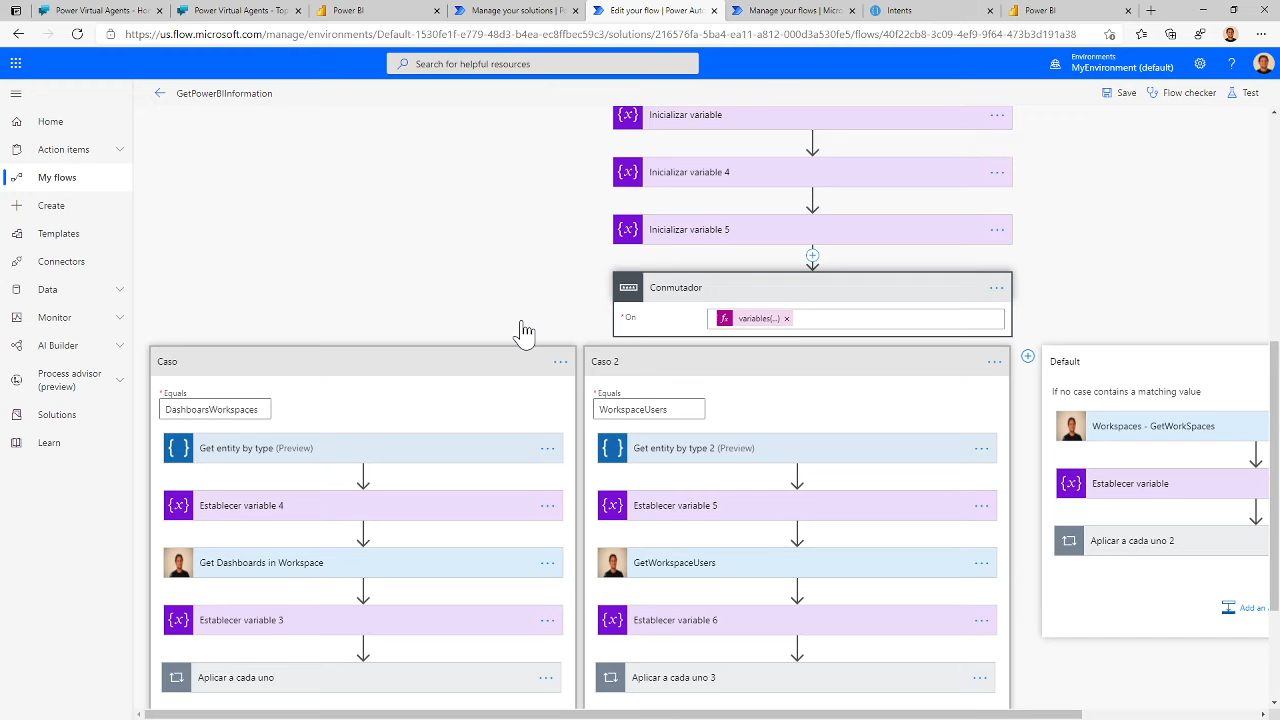 Power Virtual Agents - Ho
Power Virtual Agents - Top
Power BI
Manage your solutions | P
Edit your flow | Power Auto
Manage your flows | Micro
Intents
Power BI
https://us.flow.microsoft.com/manage/environments/Default-1530fe1f-e779-48d3-b4ea-ec8ffbec59c3/solutions/216576fa-5ba4-ea11-a812-000d3a530fe5/flows/40f22cb8-3c09-4ef9-9f64-473d3b191a38
Search for helpful resources
Environments
MyEnvironment (default)
GetPowerBIInformation
Save
Flow checker
Test
Home
Action items
My flows
Create
Templates
Connectors
Data
Monitor
AI Builder
Process advisor
(preview)
Solutions
Learn
Inicializar variable
Inicializar variable 4
Inicializar variable 5
Conmutador
* On
fx variables(...) x
Caso
* Equals
DashboarsWorkspaces
{ } Get entity by type (Preview)
{x} Establecer variable 4
Get Dashboards in Workspace
{x} Establecer variable 3
Aplicar a cada uno
Caso 2
* Equals
WorkspaceUsers
{ } Get entity by type 2 (Preview)
{x} Establecer variable 5
GetWorkspaceUsers
{x} Establecer variable 6
Aplicar a cada uno 3
Default
If no case contains a matching value
Workspaces - GetWorkSpaces
{x} Establecer variable
Aplicar a cada uno 2
Add an